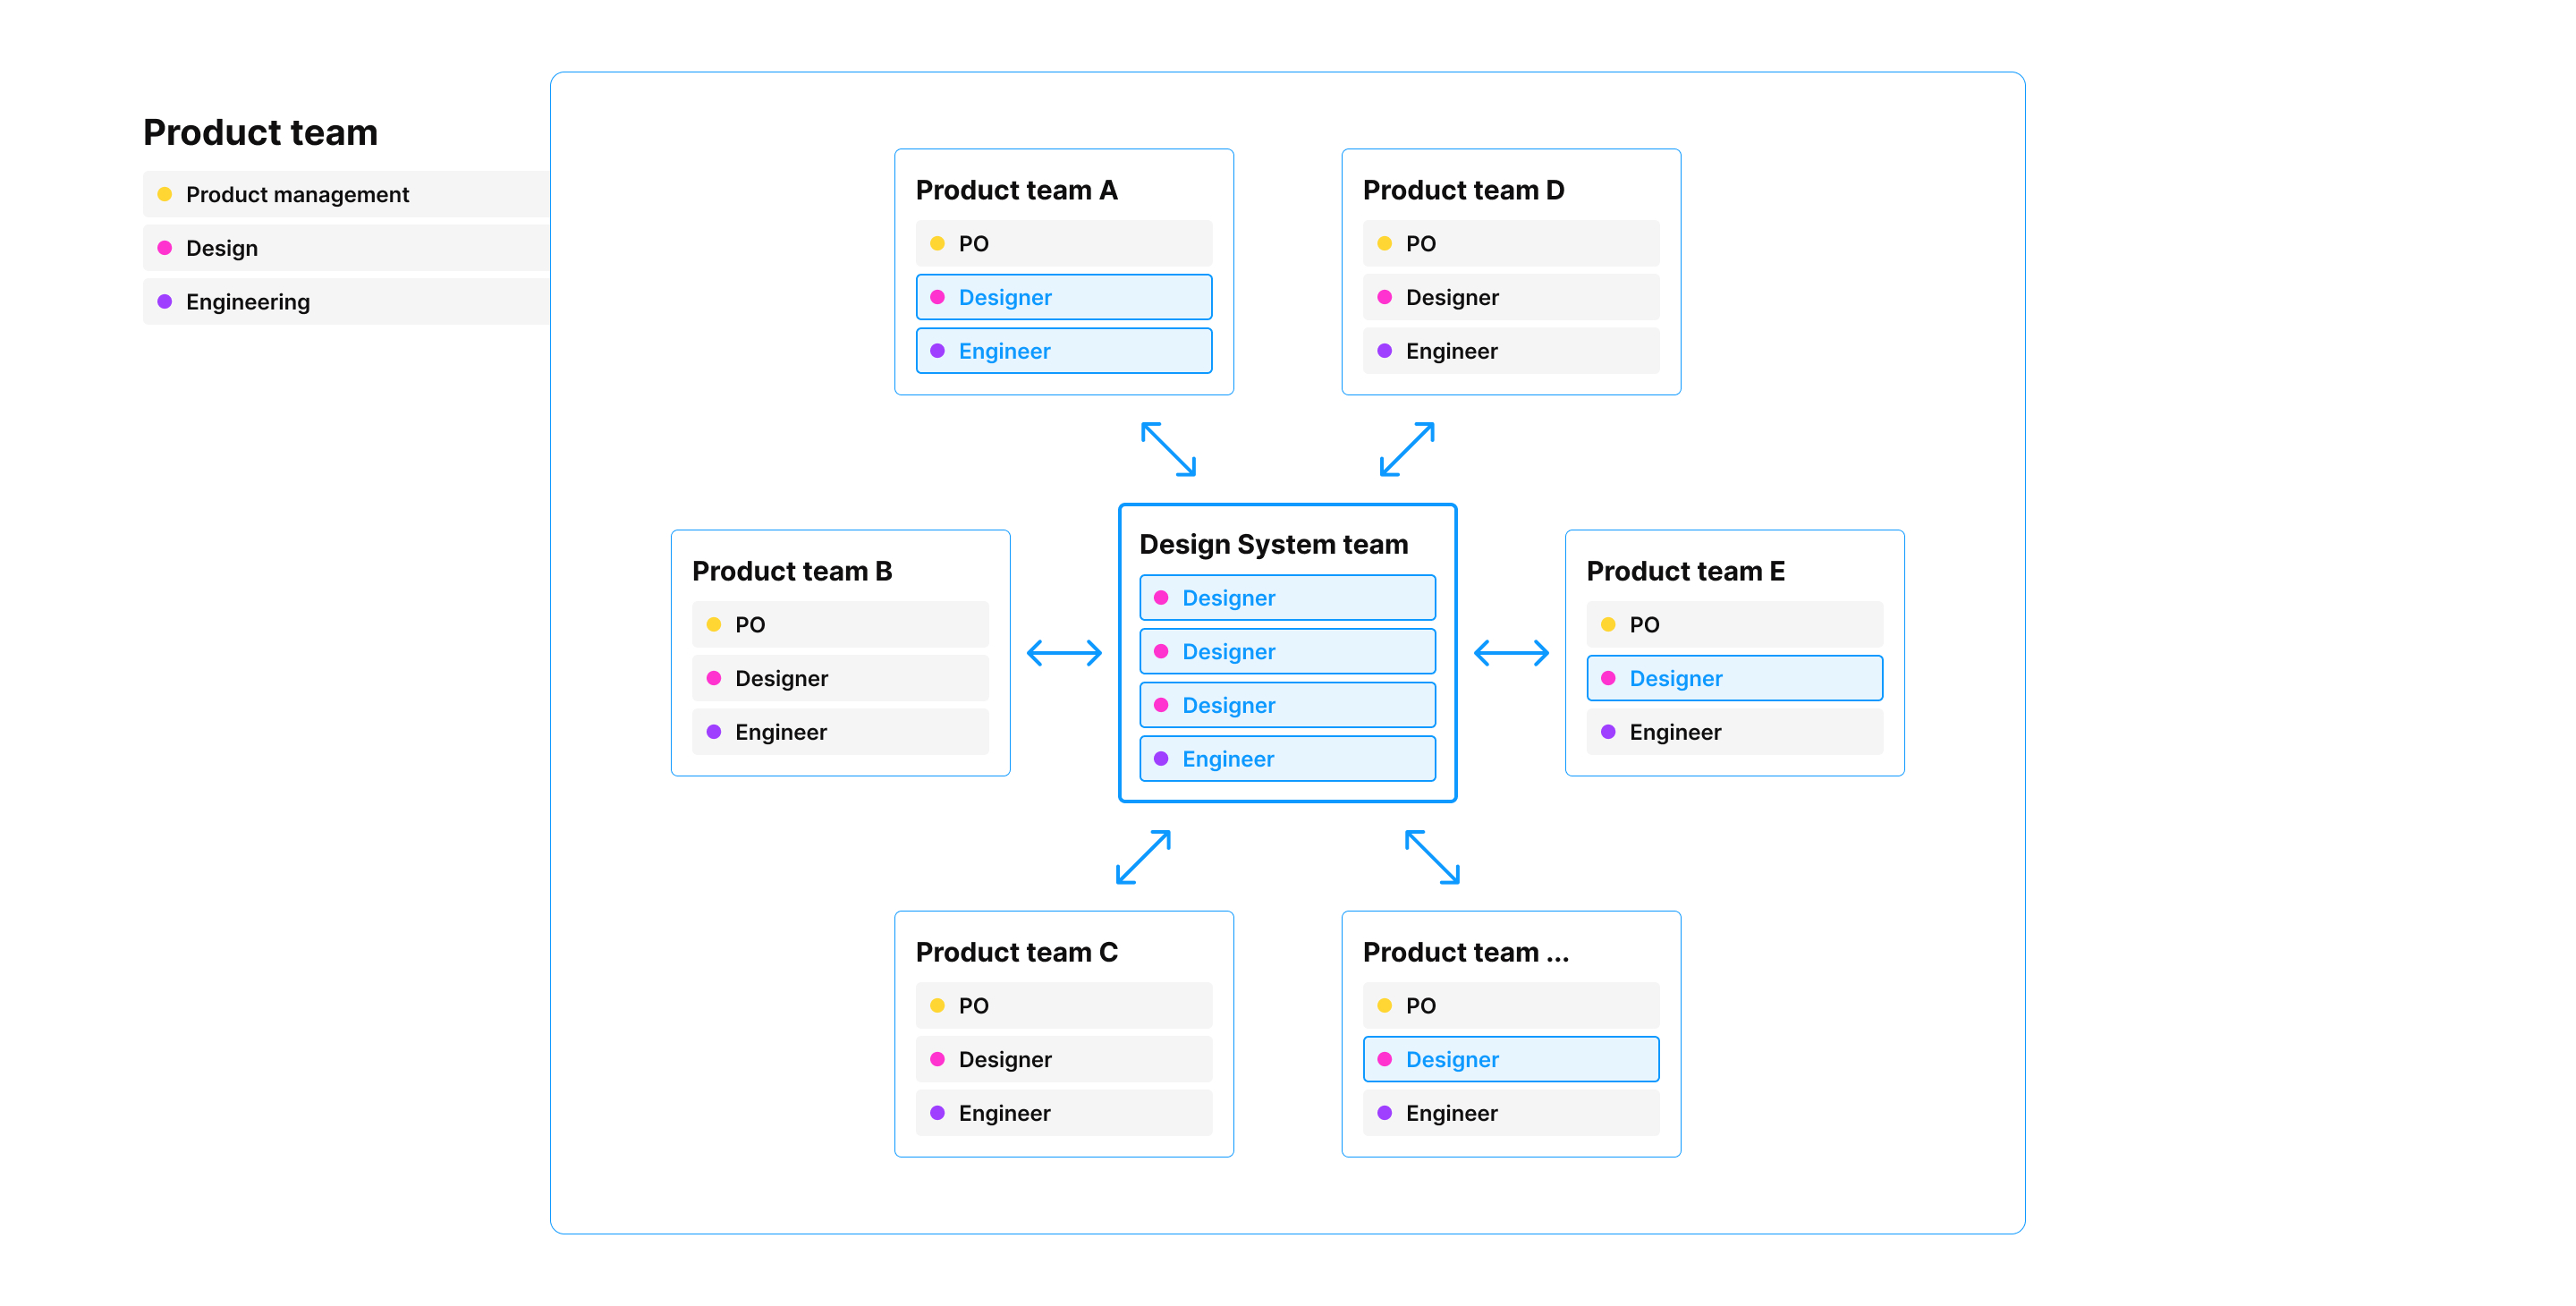 Product team
Product management
Design
Engineering
Product team A
PO
Designer
Engineer
Product team D
PO
Designer
Engineer
Product team B
PO
Designer
Engineer
Design System team
Designer
Designer
Designer
Engineer
Product team E
PO
Designer
Engineer
Product team C
PO
Designer
Engineer
Product team ...
PO
Designer
Engineer